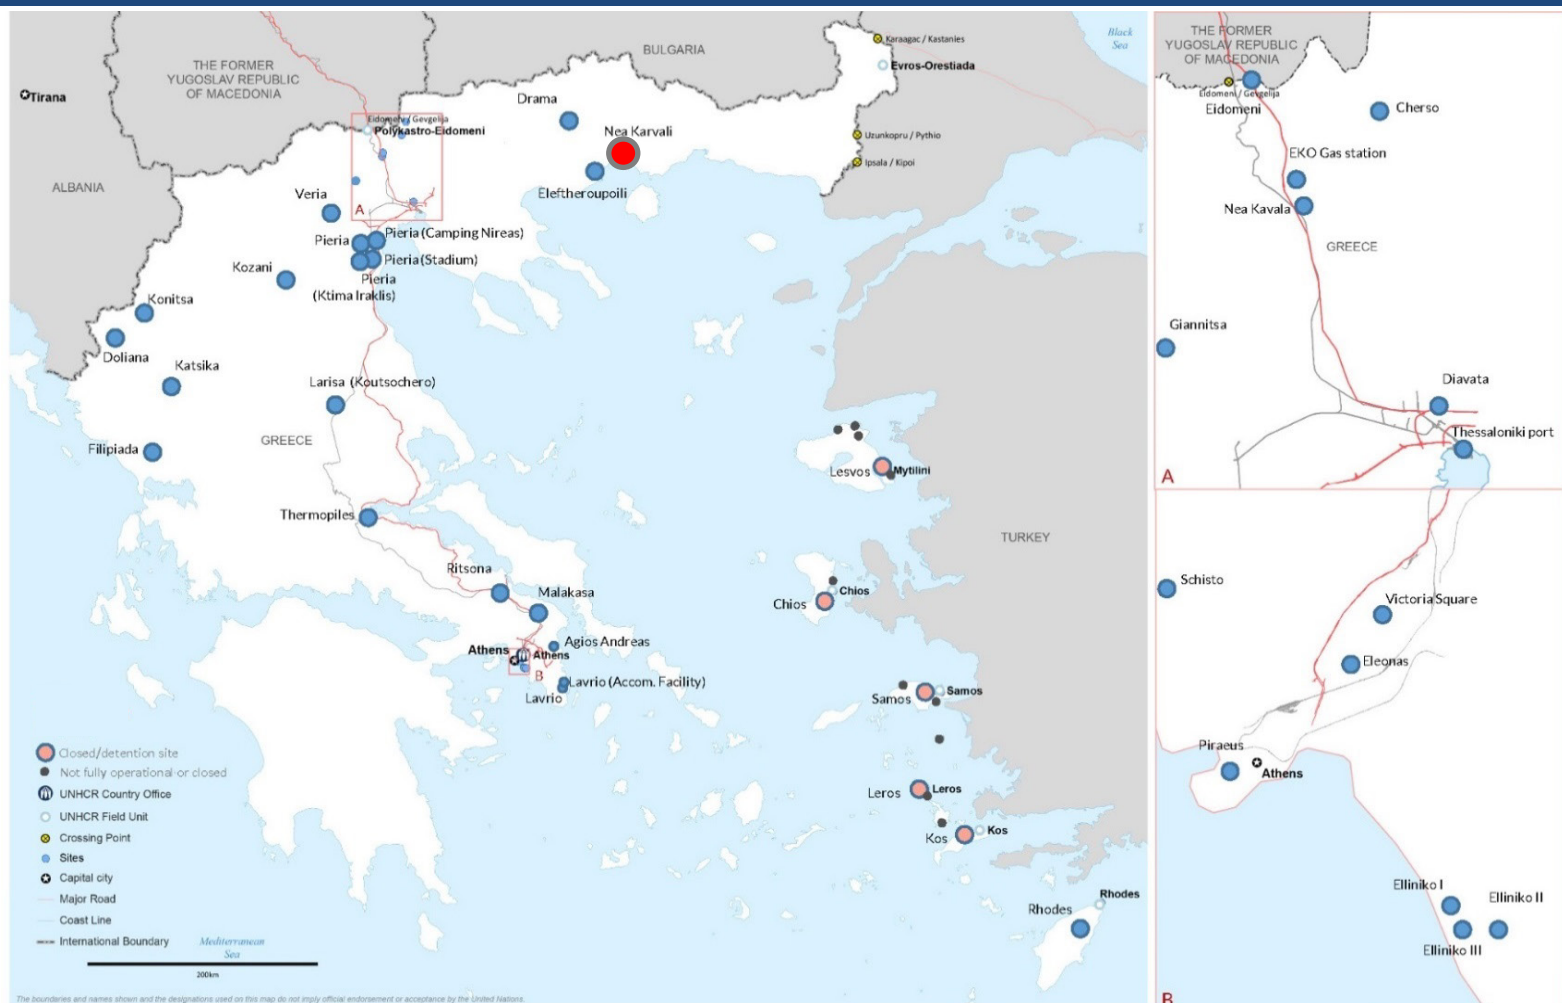 BULGARIA
Black
Sea
Karaagac / Kastanies
Evros-Orestiada
THE FORMER
YUGOSLAV REPUBLIC
OF MACEDONIA
Tirana
Drama
Eidomeni / Gevgelija
Polykastro-Eidomeni
Nea Karvali
Uzunkopru / Pythio
Ipsala / Kipoi
ALBANIA
Veria
A
Eleftheroupoili
Pieria
Pieria (Camping Nireas)
Pieria (Stadium)
Pieria
(Ktima Iraklis)
Kozani
Konitsa
Doliana
Katsika
Larisa (Koutsochero)
GREECE
Filipiada
Lesvos
Mytilini
Thermopiles
TURKEY
Ritsona
Malakasa
Chios
Chios
Agios Andreas
Athens
Athens
B
Lavrio (Accom. Facility)
Lavrio
Samos
Samos
Leros
Leros
Kos
Kos
Rhodes
Rhodes
Closed/detention site
Not fully operational or closed
UNHCR Country Office
UNHCR Field Unit
Crossing Point
Sites
Capital city
Major Road
Coast Line
International Boundary
Mediterranean
Sea
200km
The boundaries and names shown and the designations used on this map do not imply official endorsement or acceptance by the United Nations.
THE FORMER
YUGOSLAV REPUBLIC
OF MACEDONIA
Eidomeni / Gevgelija
Eidomeni
Cherso
EKO Gas station
Nea Kavala
GREECE
Giannitsa
Diavata
Thessaloniki port
A
Schisto
Victoria Square
Eleonas
Piraeus
Athens
Elliniko I
Elliniko II
Elliniko III
B